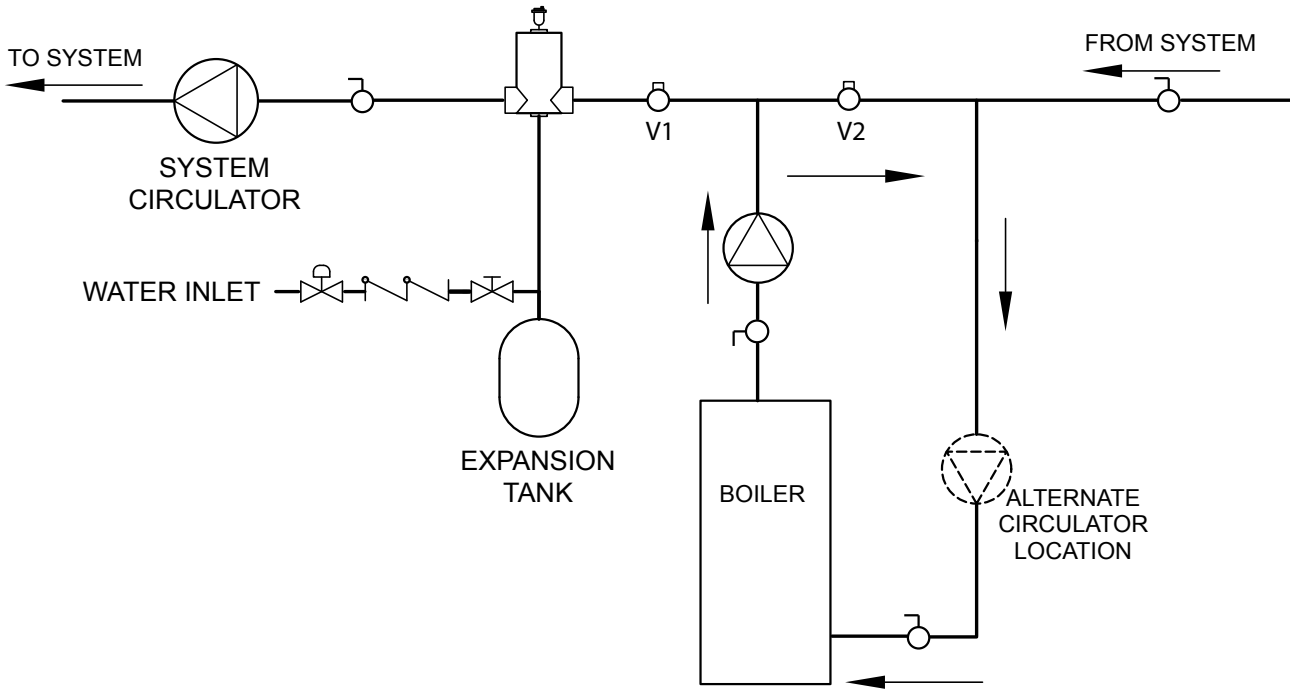 TO SYSTEM
FROM SYSTEM
V1
V2
SYSTEM
CIRCULATOR
WATER INLET
EXPANSION
TANK
BOILER
ALTERNATE
CIRCULATOR
LOCATION